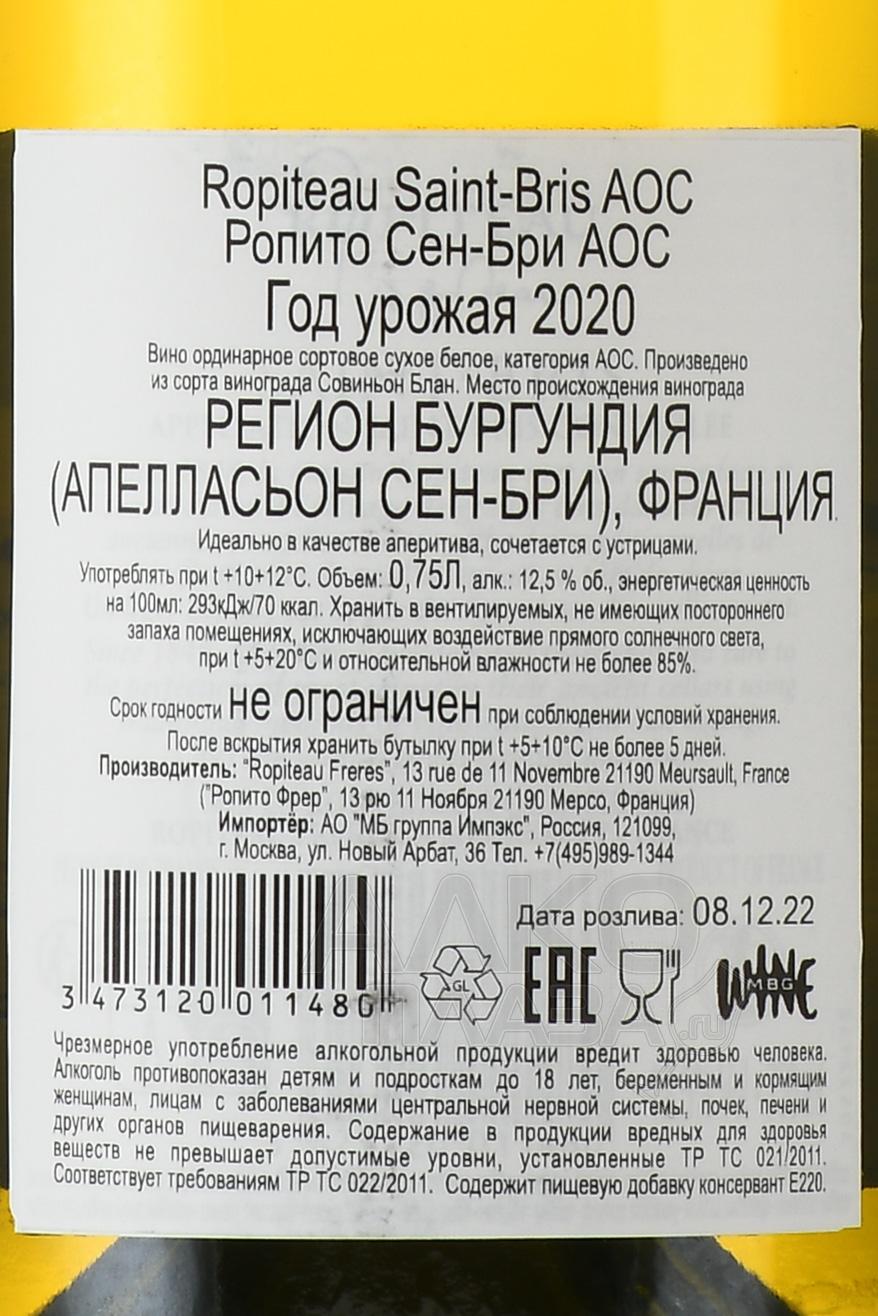 Ropiteau Saint-Bris AOC
Ропито Сен-Бри АОС
Год урожая 2020
Вино ординарное сортовое сухое белое, категория АОС. Произведено
из сорта винограда Совиньон Блан. Место происхождения винограда
РЕГИОН БУРГУНДИЯ
(АПЕЛЛАСЬОН СЕН-БРИ), ФРАНЦИЯ.
Идеально в качестве аперитива, сочетается с устрицами.
Употреблять при t +10+12°C. Объем: 0,75Л, алк.: 12,5 % об., энергетическая ценность
на 100мл: 293кДж/70 ккал. Хранить в вентилируемых, не имеющих постороннего
запаха помещениях, исключающих воздействие прямого солнечного света,
при t +5+20°C и относительной влажности не более 85%.
Срок годности не ограничен при соблюдении условий хранения.
После вскрытия хранить бутылку при t +5+10°C не более 5 дней.
Производитель: "Ropiteau Freres", 13 rue de 11 Novembre 21190 Meursault, France
("Ропито Фрер", 13 рю 11 Ноября 21190 Мерсо, Франция)
Импортёр: АО "МБ группа Импэкс", Россия, 121099,
г. Москва, ул. Новый Арбат, 36 Тел. +7(495)989-1344
Дата розлива: 08.12.22
3 473120 011480
GL
EAC
WINE
MBG
АЛКО
ПЛАЗА.ru
Чрезмерное употребление алкогольной продукции вредит здоровью человека.
Алкоголь противопоказан детям и подросткам до 18 лет, беременным и кормящим
женщинам, лицам с заболеваниями центральной нервной системы, почек, печени и
других органов пищеварения. Содержание в продукции вредных для здоровья
веществ не превышает допустимые уровни, установленные ТР ТС 021/2011.
Соответствует требованиям ТР ТС 022/2011. Содержит пищевую добавку консервант Е220.